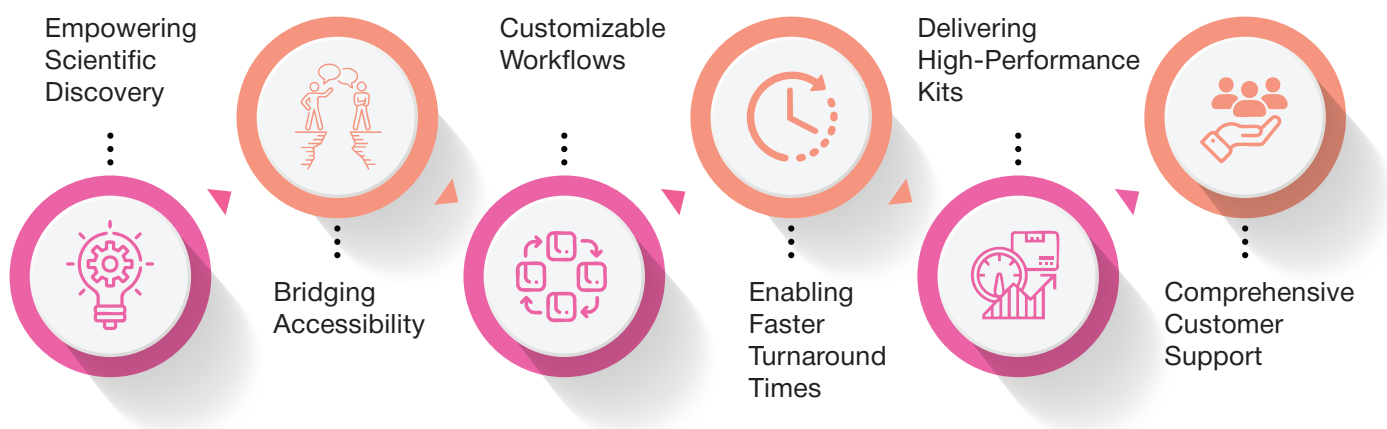 Empowering
Scientific
Discovery
Bridging
Accessibility
Customizable
Workflows
Enabling
Faster
Turnaround
Times
Delivering
High-Performance
Kits
Comprehensive
Customer
Support